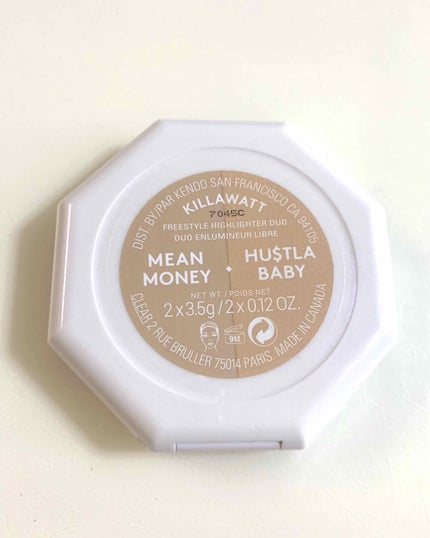 DIST. BY/PAR KENDO SAN FRANCISCO CA 94105
KILLAWATT
7045C
FREESTYLE HIGHLIGHTER DUO
DUO ENLUMINEUR LIBRE
MEAN MONEY • HU$TLA BABY
NET WT. / POIDS NET
2 x 3.5g / 2 x 0.12 OZ.
9M
CLEAR 2 RUE BRULLER 75014 PARIS. MADE IN CANADA